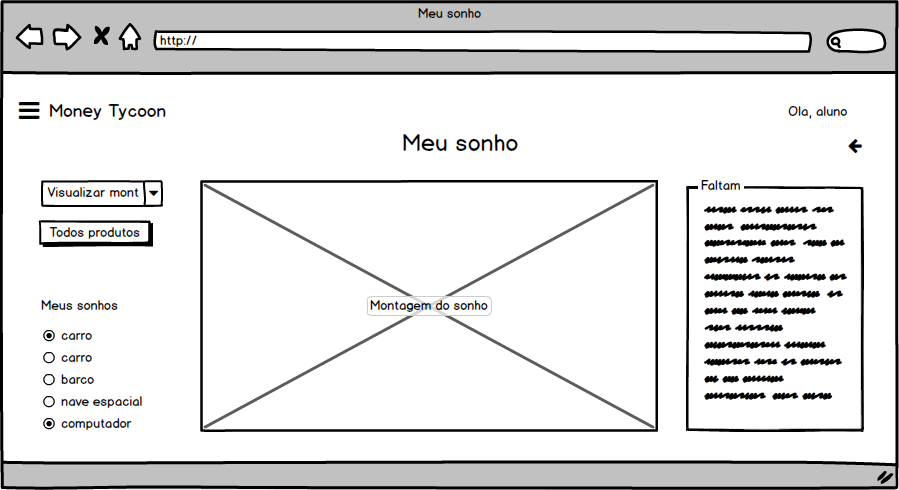 Meu sonho
http://
Money Tycoon
Ola, aluno
Meu sonho
Visualizar mont
Todos produtos
Meus sonhos
carro
carro
barco
nave espacial
computador
Montagem do sonho
Faltam